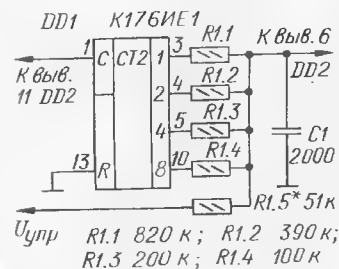 DD1 К176ИЕ1
1 C CT2 1 3 R1.1 К выв. 6
DD2
К выв.
11 DD2
2 4 R1.2
4 5 R1.3
13 R 8 10 R1.4
C1
2000
R1.5* 51к
Uупр
R1.1 820 к; R1.2 390 к;
R1.3 200 к; R1.4 100 к